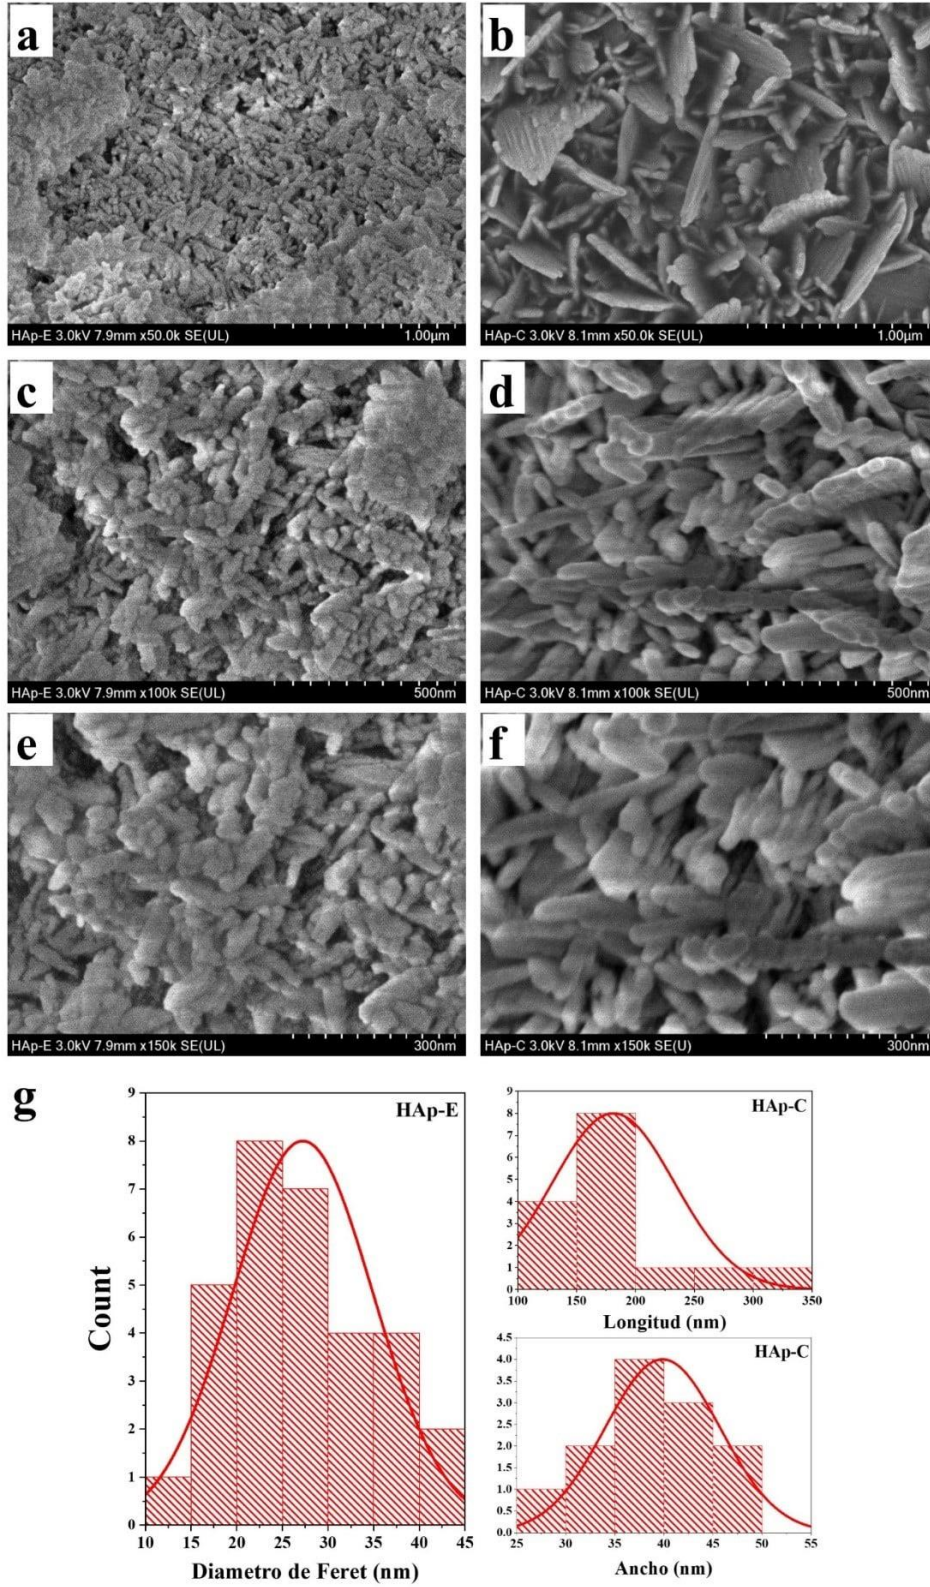 a
HAp-E 3.0kV 7.9mm x50.0k SE(UL) 1.00µm
b
HAp-C 3.0kV 8.1mm x50.0k SE(UL) 1.00µm
c
HAp-E 3.0kV 7.9mm x100k SE(UL) 500nm
d
HAp-C 3.0kV 8.1mm x100k SE(UL) 500nm
e
HAp-E 3.0kV 7.9mm x150k SE(UL) 300nm
f
HAp-C 3.0kV 8.1mm x150k SE(U) 300nm
g
HAp-E
Count
9
8
7
6
5
4
3
2
1
0
10 15 20 25 30 35 40 45
Diametro de Feret (nm)
HAp-C
9
8
7
6
5
4
3
2
1
0
100 150 200 250 300 350
Longitud (nm)
HAp-C
4.5
4.0
3.5
3.0
2.5
2.0
1.5
1.0
0.5
0.0
25 30 35 40 45 50 55
Ancho (nm)